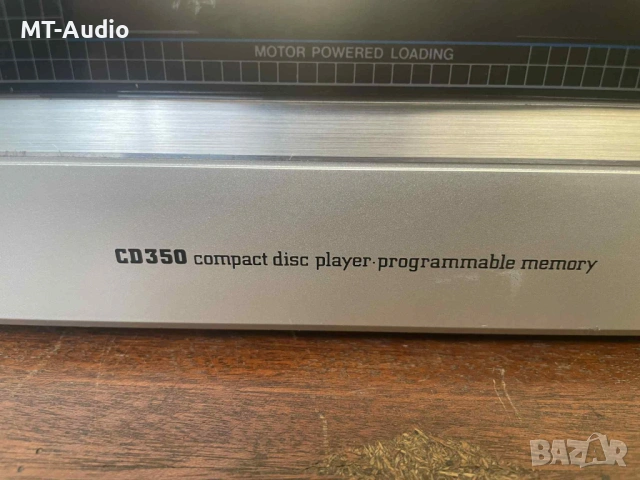 MT-Audio
MOTOR POWERED LOADING
CD350 compact disc player·programmable memory
BAZAR